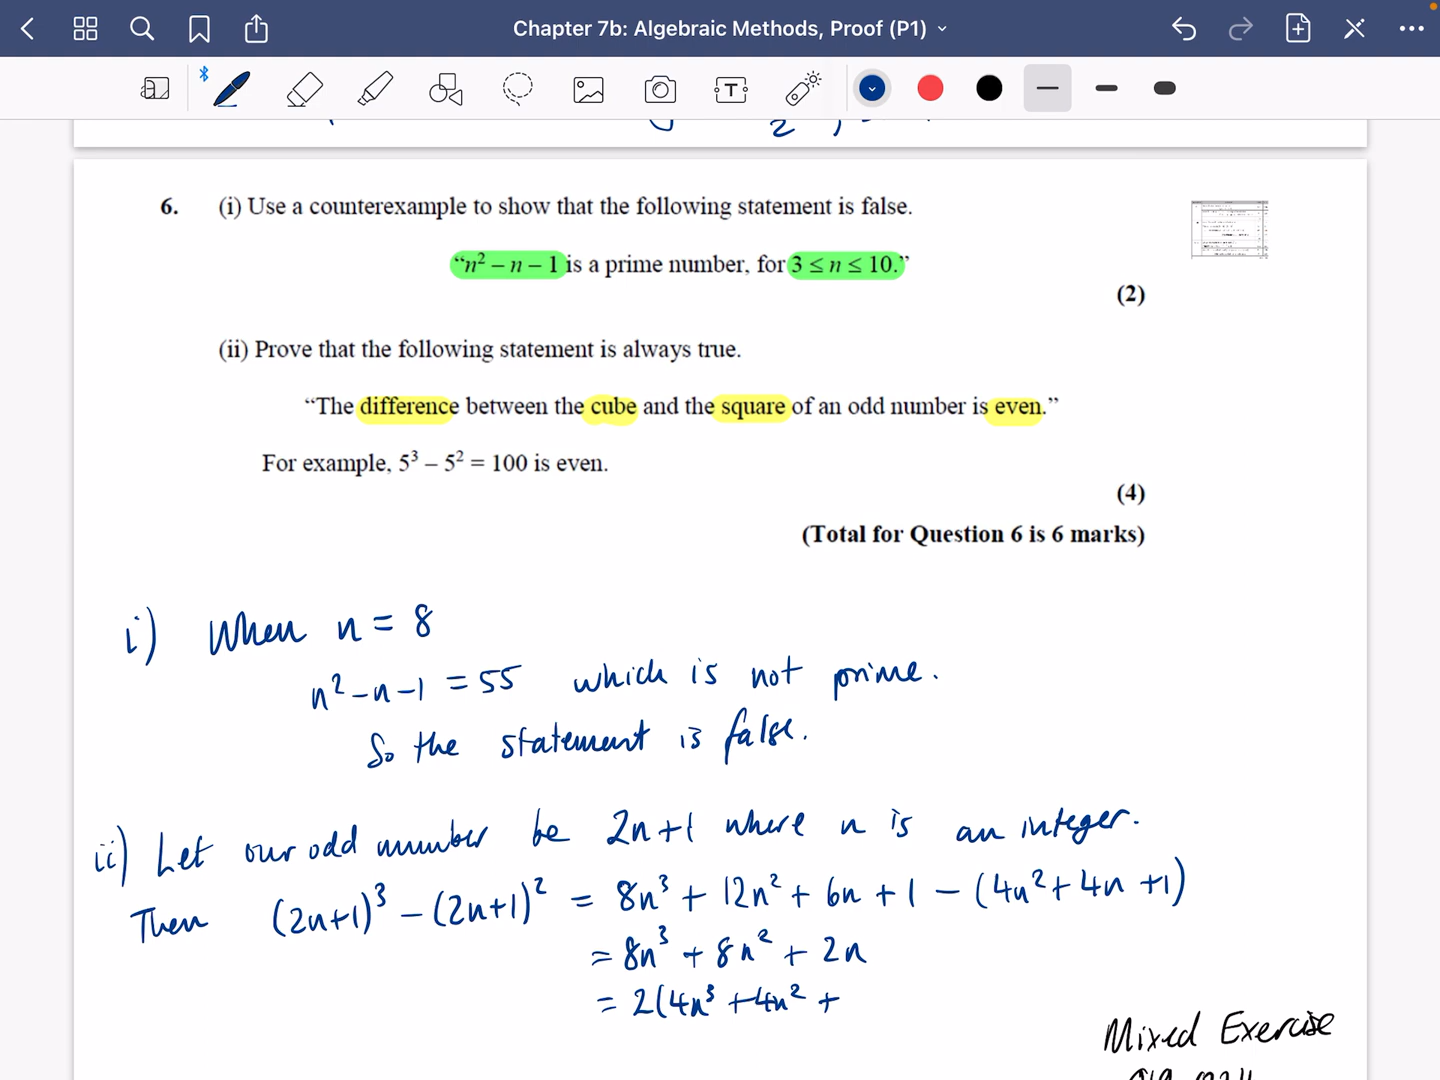 Chapter 7b: Algebraic Methods, Proof (P1)
6. (i) Use a counterexample to show that the following statement is false.
“n² – n – 1 is a prime number, for 3 ≤ n ≤ 10.”
(2)
(ii) Prove that the following statement is always true.
“The difference between the cube and the square of an odd number is even.”
For example, 5³ – 5² = 100 is even.
(4)
(Total for Question 6 is 6 marks)
i) When n = 8
n² – n – 1 = 55 which is not prime.
So the statement is false.
ii) Let our odd number be 2n+1 where n is an integer.
Then (2n+1)³ – (2n+1)² = 8n³ + 12n² + 6n + 1 – (4n² + 4n + 1)
= 8n³ + 8n² + 2n
= 2(4n³ + 4n² +
Mixed Exercise